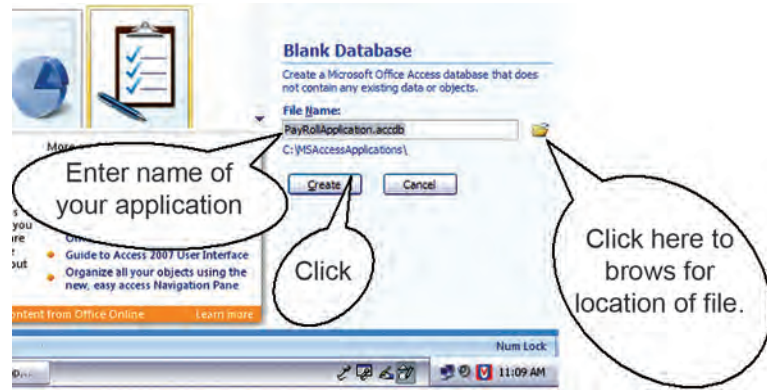 Blank Database
Create a Microsoft Office Access database that does
not contain any existing data or objects.
File Name:
PayRollApplication.accdb
C:\MSAccessApplications\
Create
Cancel
Enter name of
your application
Click
Click here to
brows for
location of file.
More
you
Guide to Access 2007 User Interface
Organize all your objects using the
new, easy access Navigation Pane
from Office Online
Learn more
Num Lock
11:09 AM